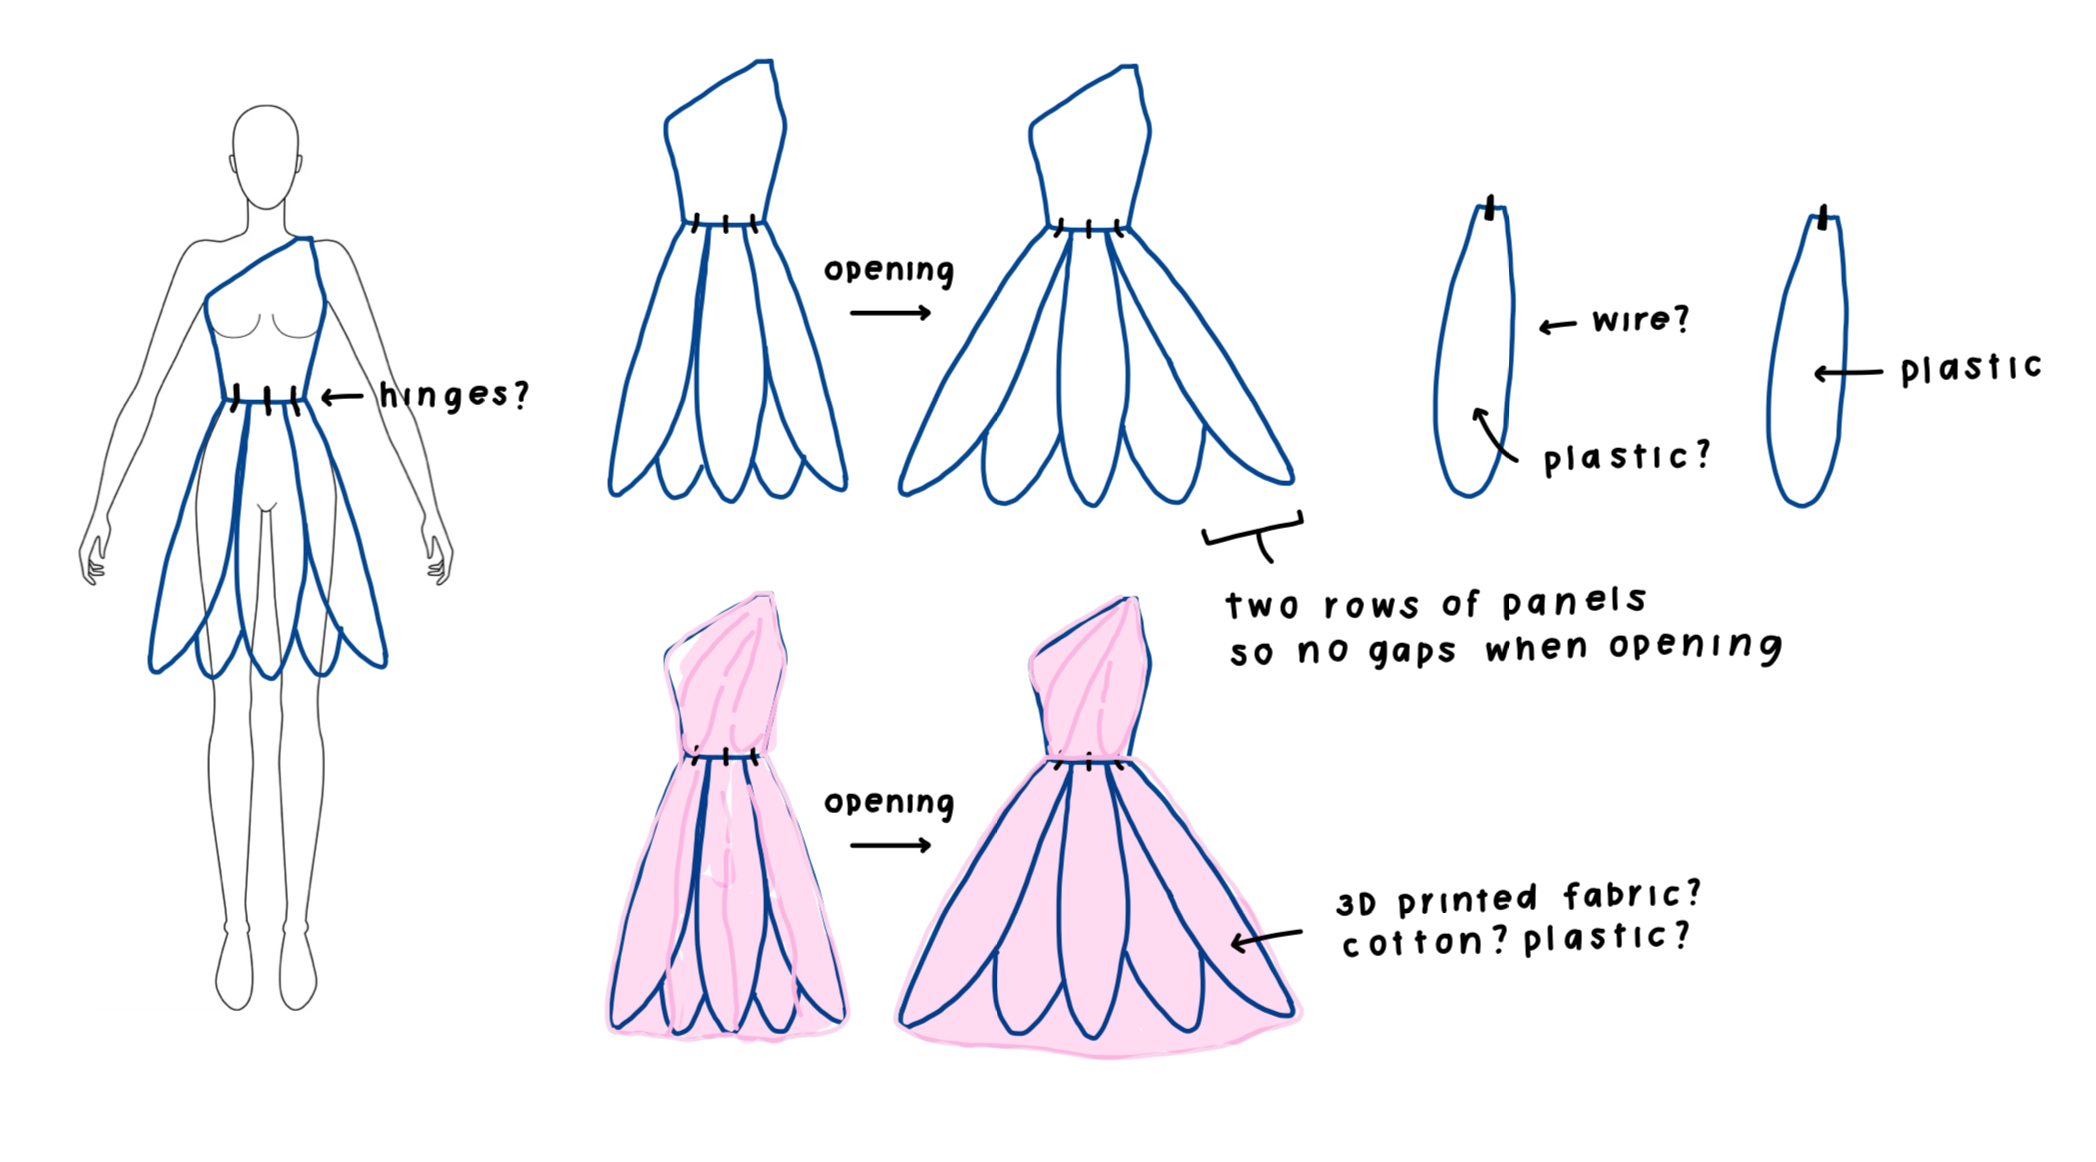 hinges?
opening
wire?
plastic?
plastic
two rows of panels
so no gaps when opening
opening
3D printed fabric?
cotton? plastic?